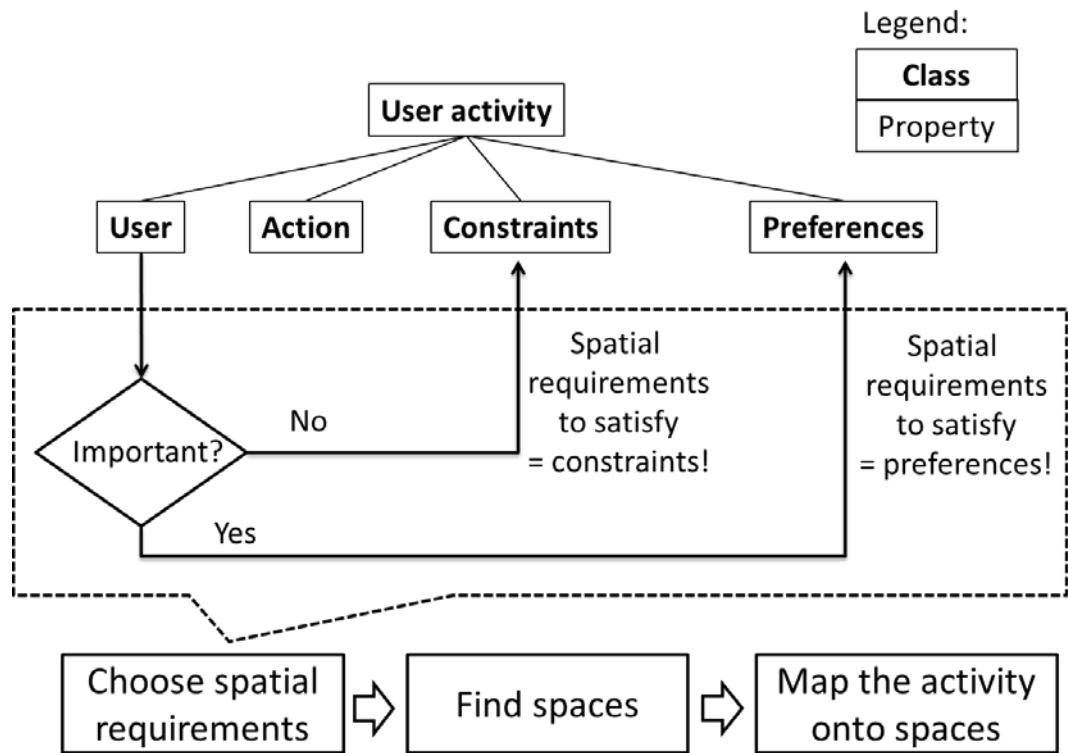 Legend:
Class
Property
User activity
User
Action
Constraints
Preferences
Important?
No
Yes
Spatial
requirements
to satisfy
= constraints!
Spatial
requirements
to satisfy
= preferences!
Choose spatial
requirements
Find spaces
Map the activity
onto spaces